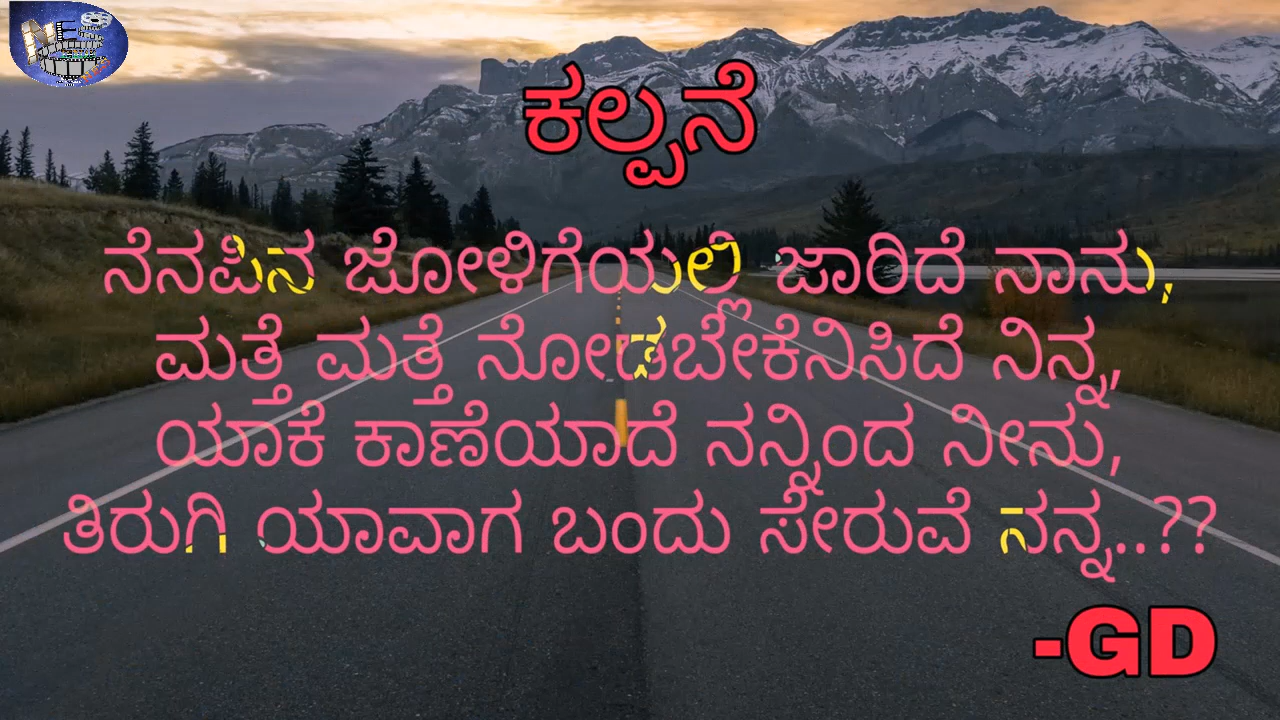 ಕಲ್ಪನೆ
ನೆನಪಿನ ಜೋಳಿಗೆಯಲ್ಲಿ ಜಾರಿದೆ ನಾನು,
ಮತ್ತೆ ಮತ್ತೆ ನೋಡಬೇಕೆನಿಸಿದೆ ನಿನ್ನ,
ಯಾಕೆ ಕಾಣೆಯಾದೆ ನನ್ನಿಂದ ನೀನು,
ತಿರುಗಿ ಯಾವಾಗ ಬಂದು ಸೇರುವೆ ನನ್ನ..??
-GD